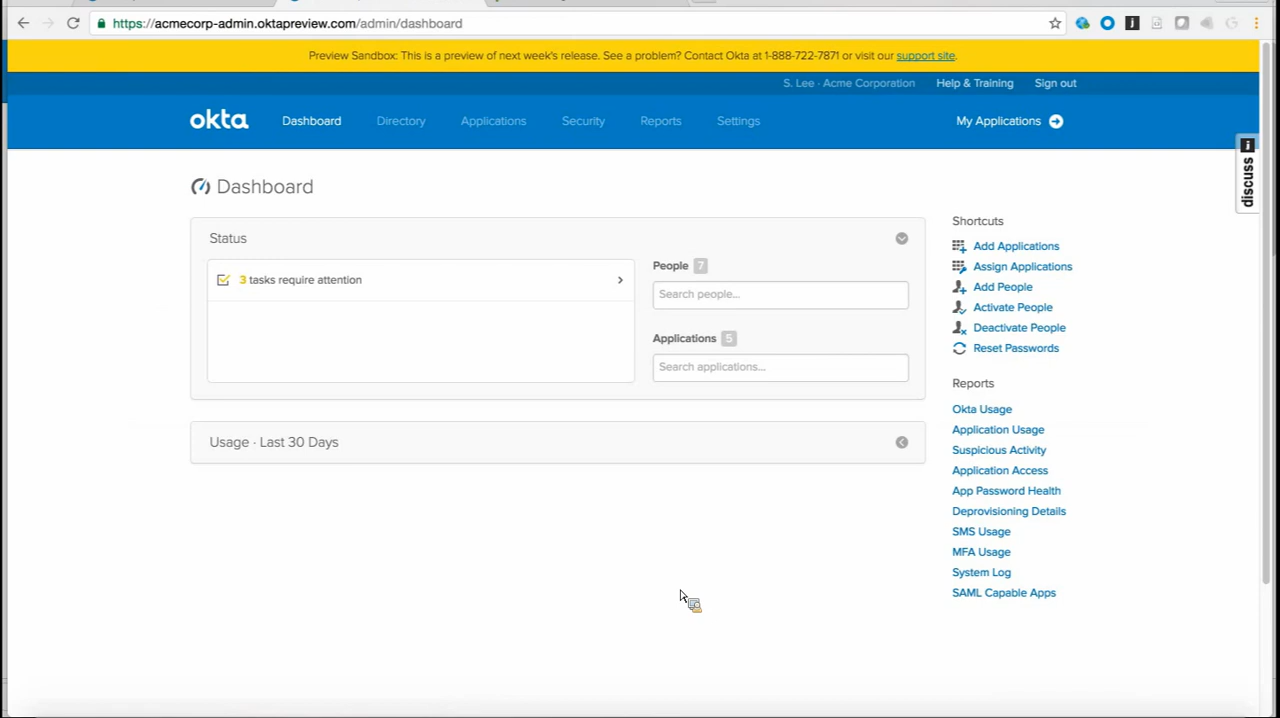 https://acmecorp-admin.oktapreview.com/admin/dashboard
Preview Sandbox: This is a preview of next week's release. See a problem? Contact Okta at 1-888-722-7871 or visit our support site.
S. Lee - Acme Corporation Help & Training Sign out
okta Dashboard Directory Applications Security Reports Settings My Applications
discuss
Dashboard
Status
3 tasks require attention
People 7
Search people...
Applications 5
Search applications...
Usage · Last 30 Days
Shortcuts
Add Applications
Assign Applications
Add People
Activate People
Deactivate People
Reset Passwords
Reports
Okta Usage
Application Usage
Suspicious Activity
Application Access
App Password Health
Deprovisioning Details
SMS Usage
MFA Usage
System Log
SAML Capable Apps